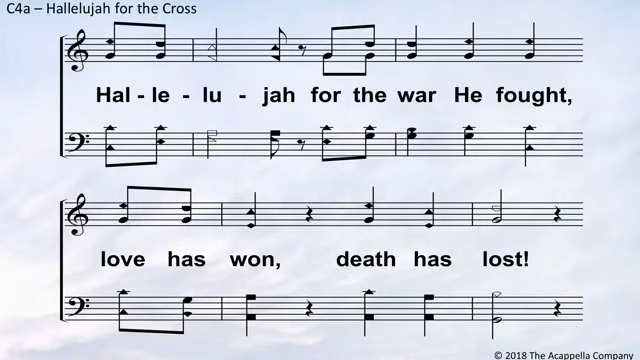 C4a – Hallelujah for the Cross
Hal - le - lu - jah for the war He fought,
love has won, death has lost!
© 2018 The Acappella Company